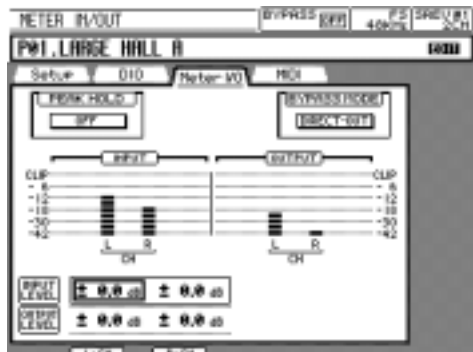 METER IN/OUT
BYPASS OFF
FS 48kHz
P01.LARGE HALL A
Setup DIO Meter I/O MIDI
PEAK HOLD
OFF
BYPASS MODE
DIRECT-OUT
INPUT OUTPUT
CLIP CLIP
- 6 - 6
-12 -12
-18 -18
-30 -30
-42 -42
L R L R
CH CH
INPUT LEVEL ± 0.0 dB ± 0.0 dB
OUTPUT LEVEL ± 0.0 dB ± 0.0 dB